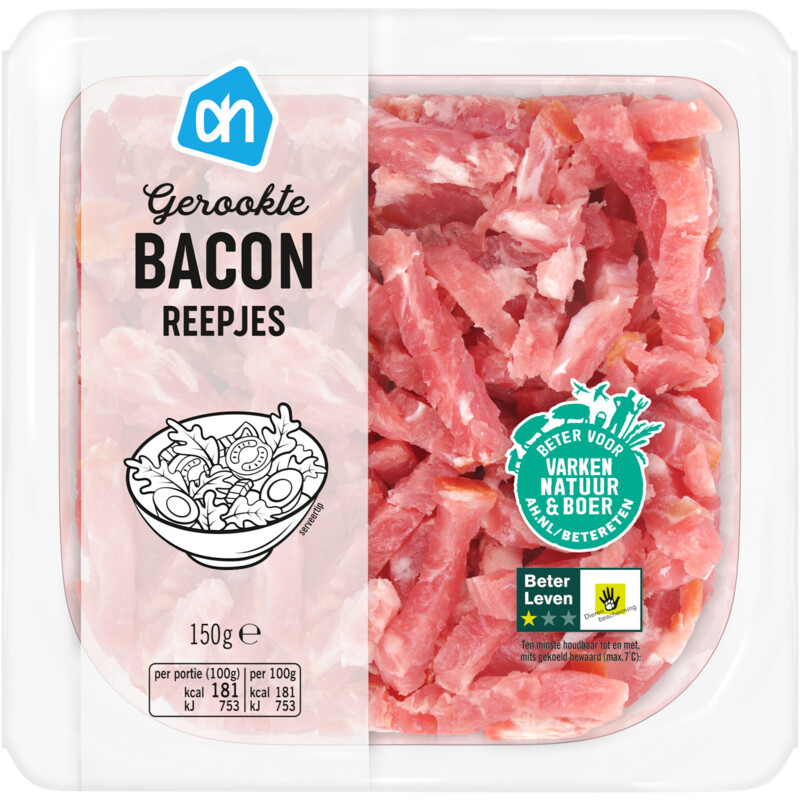 ah
Gerookte
BACON
REEPJES
serveertip
150g ℮
per portie (100g) per 100g
kcal 181 kcal 181
kJ 753 kJ 753
BETER VOOR
VARKEN
NATUUR
& BOER
AH.NL/BETERETEN
Beter
Leven
Dieren
bescherming
Ten minste houdbaar tot en met,
mits gekoeld bewaard (max. 7°C):